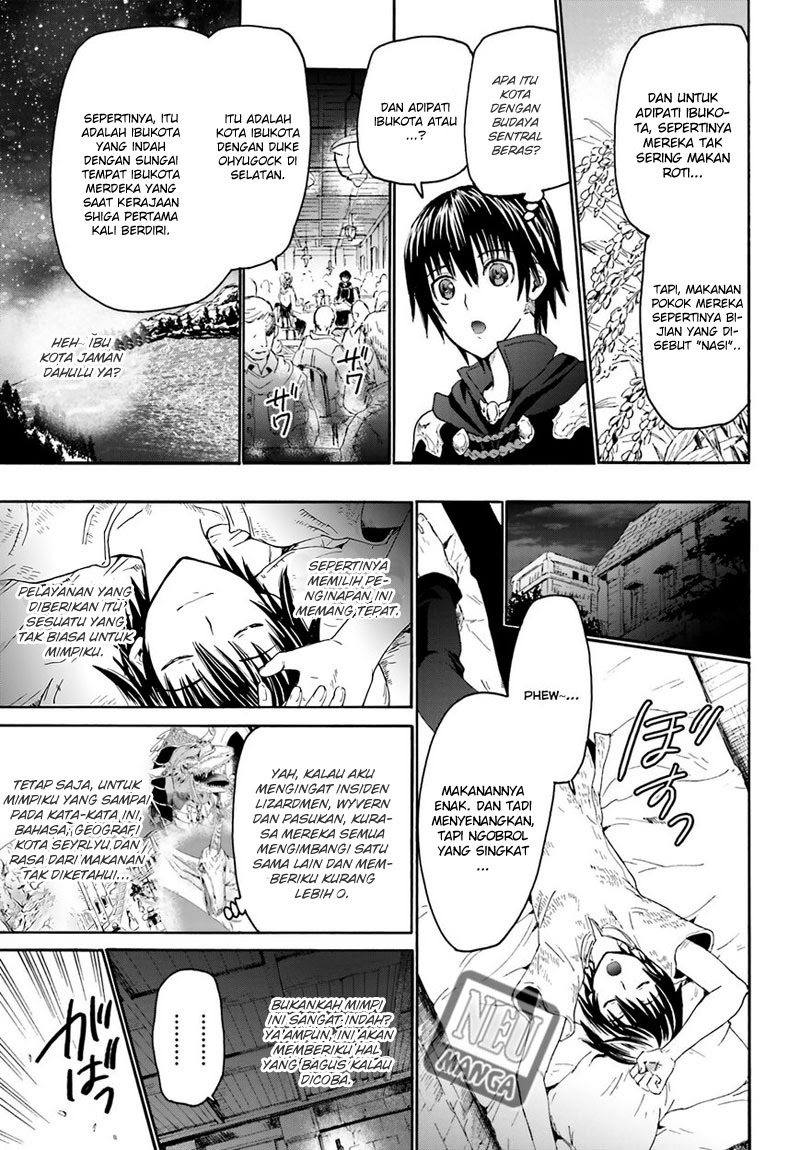 DAN UNTUK
ADIPATI IBUKO-
TA, SEPERTINYA
MEREKA TAK
SERING MAKAN
ROTI...
TAPI, MAKANAN
POKOK MEREKA
SEPERTINYA BI-
JIAN YANG DI-
SEBUT "NASI"..
APA ITU
KOTA
DENGAN
BUDAYA
SENTRAL
BERAS?
DAN ADIPATI
IBUKOTA ATAU
...?
ザワ
ザワ
ITU ADALAH
KOTA IBUKOTA
DENGAN DUKE
OHYUGOCK DI
SELATAN.
SEPERTINYA, ITU
ADALAH IBUKOTA
YANG INDAH
DENGAN SUNGAI
TEMPAT IBUKOTA
MERDEKA YANG
SAAT KERAJAAN
SHIGA PERTAMA
KALI BERDIRI.
HEH~ IBU
KOTA JAMAN
DAHULU YA?
PHEW~...
MAKANANNYA
ENAK. DAN TADI
MENYENANGKAN,
TAPI NGOBROL
YANG SINGKAT
...
ゴロッ
SEPERTINYA
MEMILIH PE-
NGINAPAN INI
MEMANG TEPAT.
PELAYANAN YANG
DIBERIKAN ITU
SESUATU YANG
TAK BIASA UNTUK
MIMPIKU.
YAH, KALAU AKU
MENGINGAT INSIDEN
LIZARDMEN, WYVERN
DAN PASUKAN, KURA-
SA MEREKA SEMUA
MENGIMBANGI SATU
SAMA LAIN DAN MEM-
BERIKU KURANG
LEBIH 0.
TETAP SAJA, UNTUK
MIMPIKU YANG SAMPAI
PADA KATA-KATA INI,
BAHASA, GEOGRAFI
KOTA SEYRLYU DAN
RASA DARI MAKANAN
TAK DIKETAHUI...
BUKANKAH MIMPI
INI SANGAT INDAH?
YA AMPUN, INI AKAN
MEMBERIKU HAL
YANG BAGUS KALAU
DICOBA.
.........
がばっ
NEU
MANGA